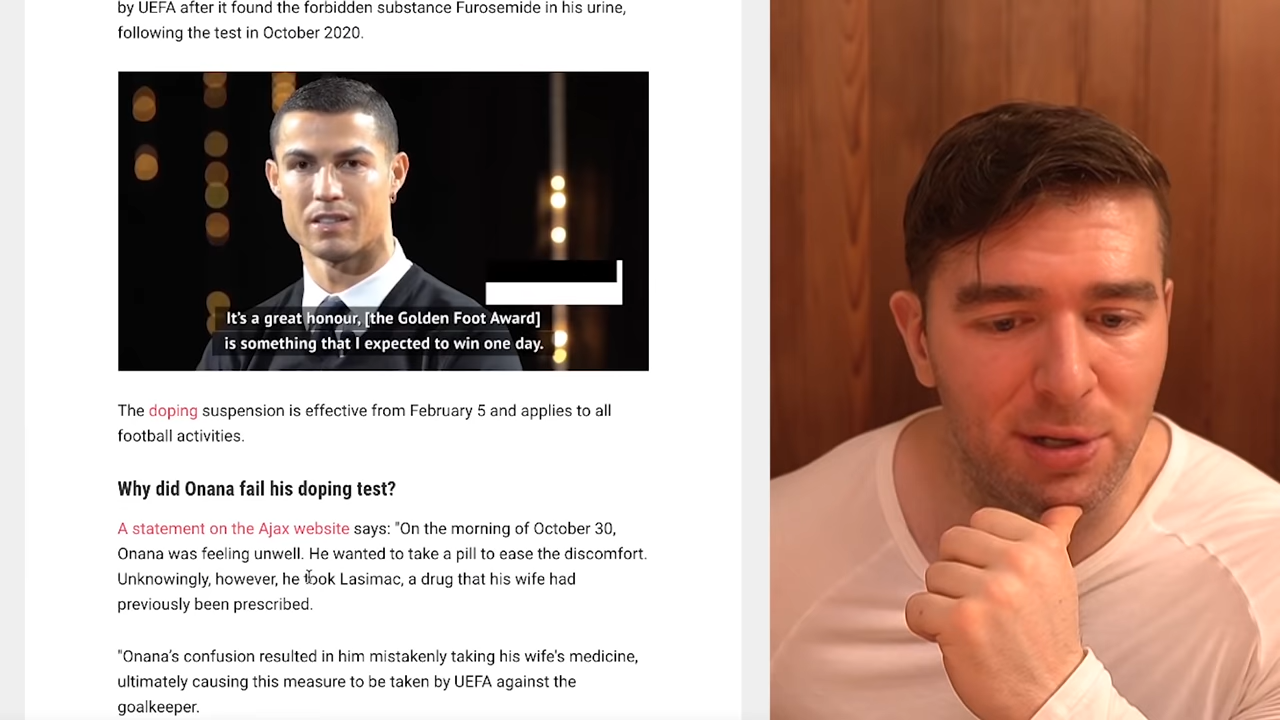 by UEFA after it found the forbidden substance Furosemide in his urine,
following the test in October 2020.
It's a great honour, [the Golden Foot Award]
is something that I expected to win one day.
The doping suspension is effective from February 5 and applies to all
football activities.
Why did Onana fail his doping test?
A statement on the Ajax website says: "On the morning of October 30,
Onana was feeling unwell. He wanted to take a pill to ease the discomfort.
Unknowingly, however, he took Lasimac, a drug that his wife had
previously been prescribed.
"Onana's confusion resulted in him mistakenly taking his wife's medicine,
ultimately causing this measure to be taken by UEFA against the
goalkeeper.